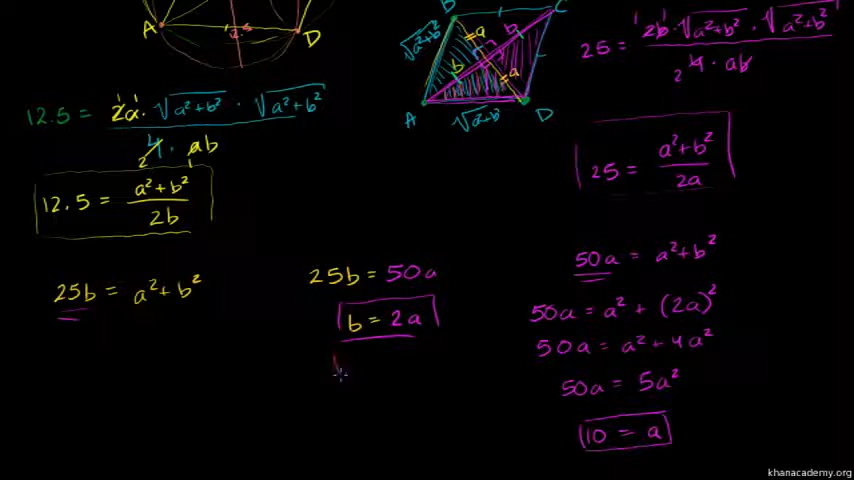 B
C
A
D
a
b
b
a
√a²+b²
A
√a²+b²
D
12.5 = 2a · √a²+b² · √a²+b²
4 · ab
2
12.5 = a²+b²
2b
25b = a²+b²
25b = 50a
b = 2a
25 = 2b · √a²+b² · √a²+b²
2 4 · ab
25 = a²+b²
2a
50a = a²+b²
50a = a² + (2a)²
50a = a² + 4a²
50a = 5a²
10 = a
khanacademy.org